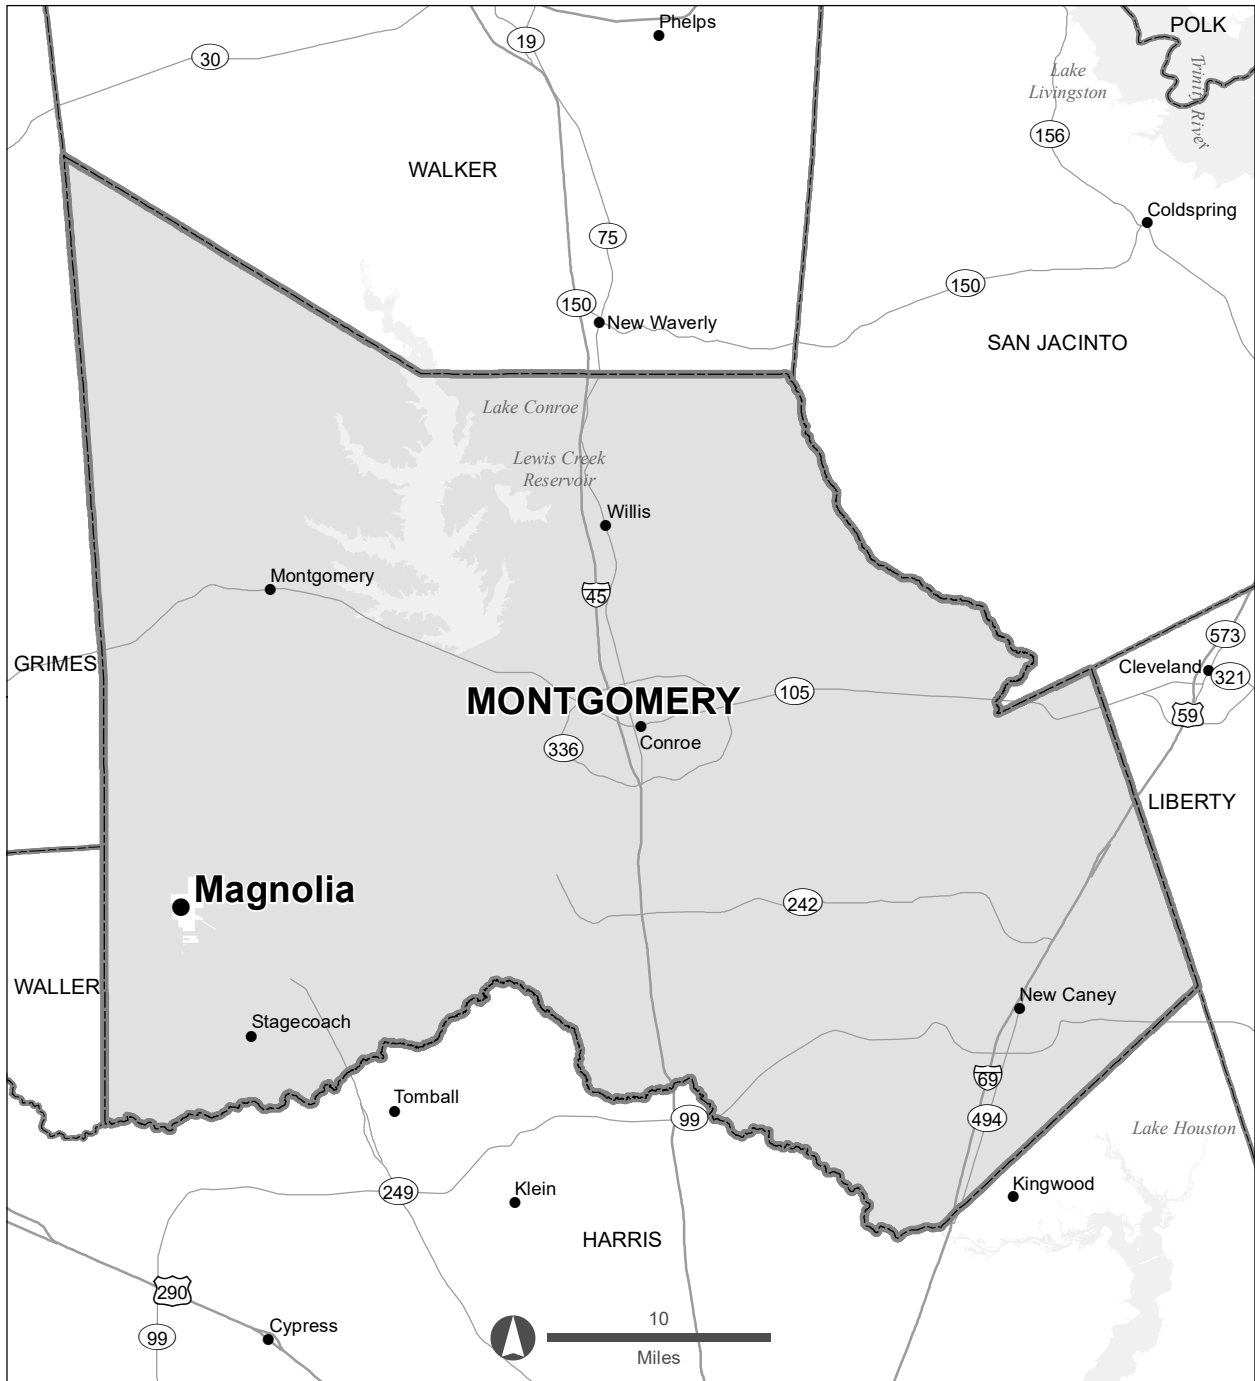 Phelps
POLK
19
30
Lake
Livingston
Trinity River
156
WALKER
Coldspring
75
150
150
New Waverly
SAN JACINTO
Lake Conroe
Lewis Creek
Reservoir
Willis
Montgomery
45
573
GRIMES
Cleveland
321
105
MONTGOMERY
59
336
Conroe
LIBERTY
Magnolia
242
WALLER
New Caney
Stagecoach
69
Tomball
99
494
Lake Houston
Kingwood
249
Klein
HARRIS
290
10
Cypress
99
Miles